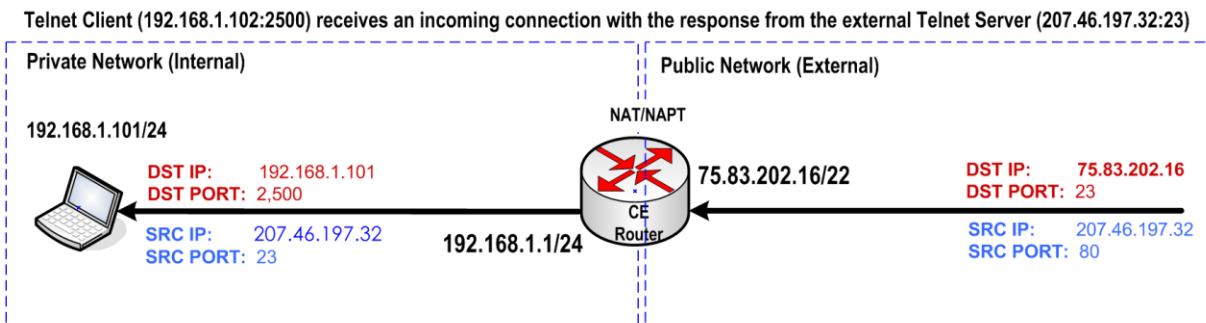 Telnet Client (192.168.1.102:2500) receives an incoming connection with the response from the external Telnet Server (207.46.197.32:23)
Private Network (Internal)
Public Network (External)
NAT/NAPT
192.168.1.101/24
DST IP: 192.168.1.101
DST PORT: 2,500
SRC IP: 207.46.197.32
SRC PORT: 23
192.168.1.1/24
CE
Router
75.83.202.16/22
DST IP: 75.83.202.16
DST PORT: 23
SRC IP: 207.46.197.32
SRC PORT: 80